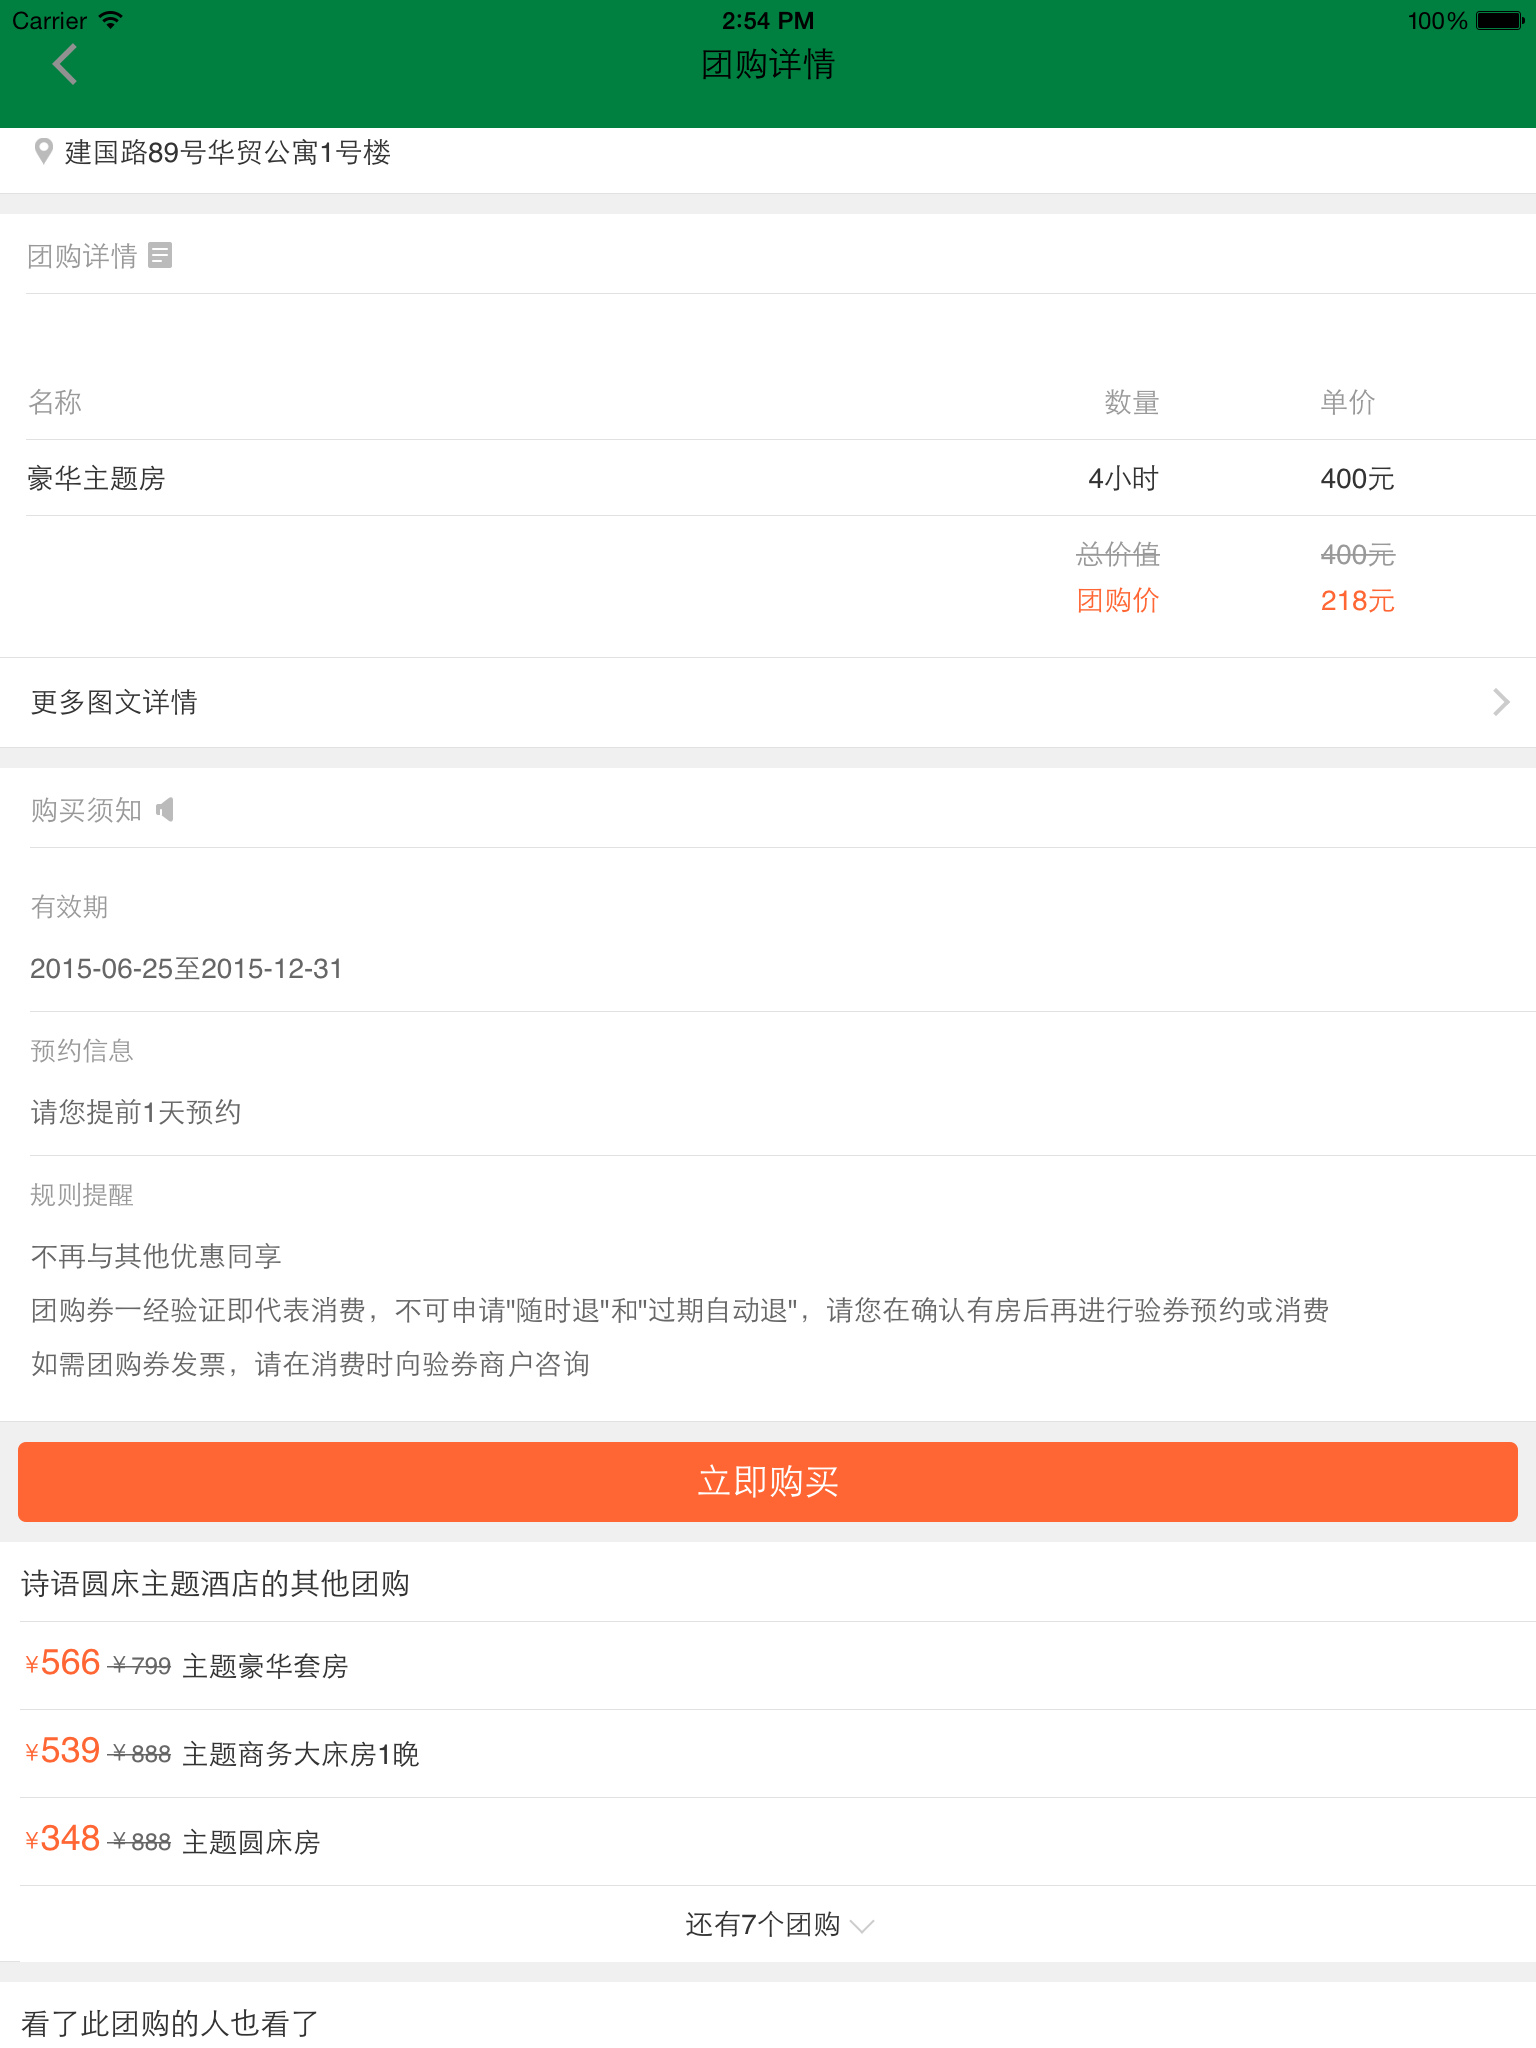 Carrier 2:54 PM 100%
团购详情
建国路89号华贸公寓1号楼
团购详情
名称 数量 单价
豪华主题房 4小时 400元
总价值 400元
团购价 218元
更多图文详情
购买须知
有效期
2015-06-25至2015-12-31
预约信息
请您提前1天预约
规则提醒
不再与其他优惠同享
团购券一经验证即代表消费，不可申请"随时退"和"过期自动退"，请您在确认有房后再进行验券预约或消费
如需团购券发票，请在消费时向验券商户咨询
立即购买
诗语圆床主题酒店的其他团购
¥566 ¥799 主题豪华套房
¥539 ¥888 主题商务大床房1晚
¥348 ¥888 主题圆床房
还有7个团购
看了此团购的人也看了